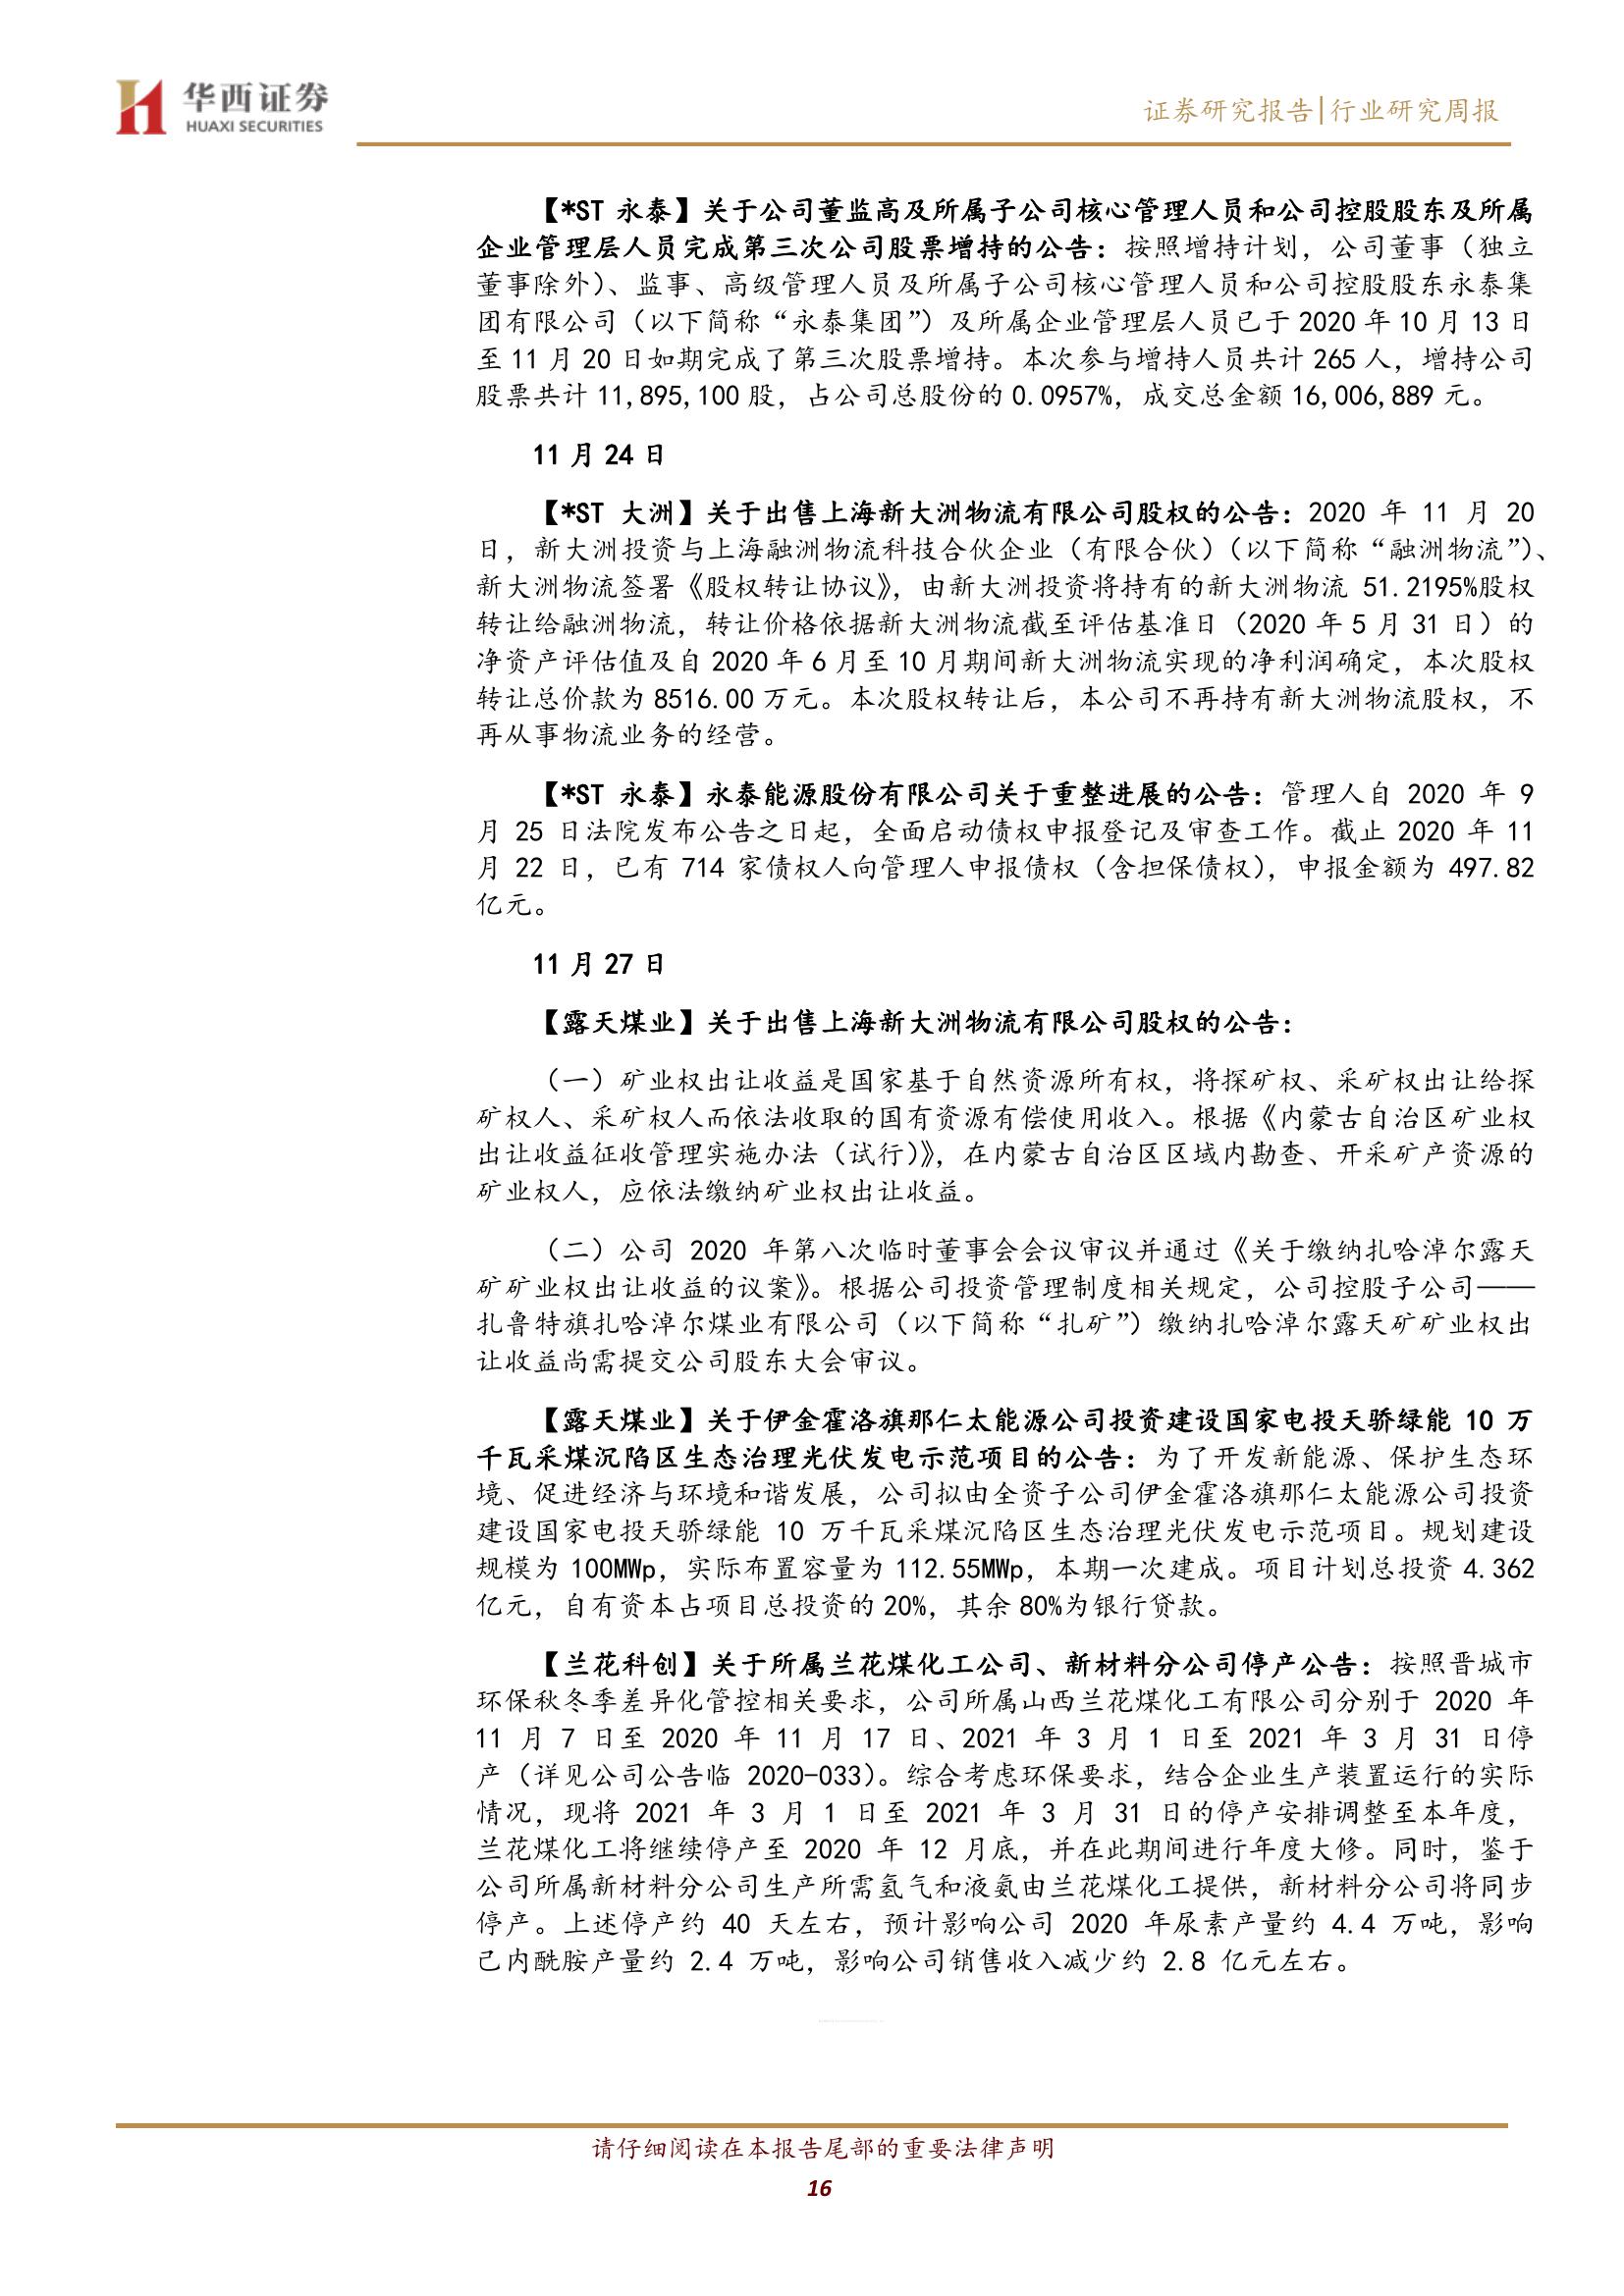 华西证券
HUAXI SECURITIES
证券研究报告|行业研究周报
【*ST 永泰】关于公司董监高及所属子公司核心管理人员和公司控股股东及所属
企业管理层人员完成第三次公司股票增持的公告：按照增持计划，公司董事（独立
董事除外）、监事、高级管理人员及所属子公司核心管理人员和公司控股股东永泰集
团有限公司（以下简称“永泰集团”）及所属企业管理层人员已于 2020 年 10 月 13 日
至 11 月 20 日如期完成了第三次股票增持。本次参与增持人员共计 265 人，增持公司
股票共计 11,895,100 股，占公司总股份的 0.0957%，成交总金额 16,006,889 元。
11 月 24 日
【*ST 大洲】关于出售上海新大洲物流有限公司股权的公告：2020 年 11 月 20
日，新大洲投资与上海融洲物流科技合伙企业（有限合伙）（以下简称“融洲物流”）、
新大洲物流签署《股权转让协议》，由新大洲投资将持有的新大洲物流 51.2195%股权
转让给融洲物流，转让价格依据新大洲物流截至评估基准日（2020 年 5 月 31 日）的
净资产评估值及自 2020 年 6 月至 10 月期间新大洲物流实现的净利润确定，本次股权
转让总价款为 8516.00 万元。本次股权转让后，本公司不再持有新大洲物流股权，不
再从事物流业务的经营。
【*ST 永泰】永泰能源股份有限公司关于重整进展的公告：管理人自 2020 年 9
月 25 日法院发布公告之日起，全面启动债权申报登记及审查工作。截止 2020 年 11
月 22 日，已有 714 家债权人向管理人申报债权（含担保债权），申报金额为 497.82
亿元。
11 月 27 日
【露天煤业】关于出售上海新大洲物流有限公司股权的公告：
（一）矿业权出让收益是国家基于自然资源所有权，将探矿权、采矿权出让给探
矿权人、采矿权人而依法收取的国有资源有偿使用收入。根据《内蒙古自治区矿业权
出让收益征收管理实施办法（试行）》，在内蒙古自治区区域内勘查、开采矿产资源的
矿业权人，应依法缴纳矿业权出让收益。
（二）公司 2020 年第八次临时董事会会议审议并通过《关于缴纳扎哈淖尔露天
矿矿业权出让收益的议案》。根据公司投资管理制度相关规定，公司控股子公司——
扎鲁特旗扎哈淖尔煤业有限公司（以下简称“扎矿”）缴纳扎哈淖尔露天矿矿业权出
让收益尚需提交公司股东大会审议。
【露天煤业】关于伊金霍洛旗那仁太能源公司投资建设国家电投天骄绿能 10 万
千瓦采煤沉陷区生态治理光伏发电示范项目的公告：为了开发新能源、保护生态环
境、促进经济与环境和谐发展，公司拟由全资子公司伊金霍洛旗那仁太能源公司投资
建设国家电投天骄绿能 10 万千瓦采煤沉陷区生态治理光伏发电示范项目。规划建设
规模为 100MWp，实际布置容量为 112.55MWp，本期一次建成。项目计划总投资 4.362
亿元，自有资本占项目总投资的 20%，其余 80%为银行贷款。
【兰花科创】关于所属兰花煤化工公司、新材料分公司停产公告：按照晋城市
环保秋冬季差异化管控相关要求，公司所属山西兰花煤化工有限公司分别于 2020 年
11 月 7 日至 2020 年 11 月 17 日、2021 年 3 月 1 日至 2021 年 3 月 31 日停
产（详见公司公告临 2020-033）。综合考虑环保要求，结合企业生产装置运行的实际
情况，现将 2021 年 3 月 1 日至 2021 年 3 月 31 日的停产安排调整至本年度，
兰花煤化工将继续停产至 2020 年 12 月底，并在此期间进行年度大修。同时，鉴于
公司所属新材料分公司生产所需氢气和液氨由兰花煤化工提供，新材料分公司将同步
停产。上述停产约 40 天左右，预计影响公司 2020 年尿素产量约 4.4 万吨，影响
己内酰胺产量约 2.4 万吨，影响公司销售收入减少约 2.8 亿元左右。
请仔细阅读在本报告尾部的重要法律声明
16